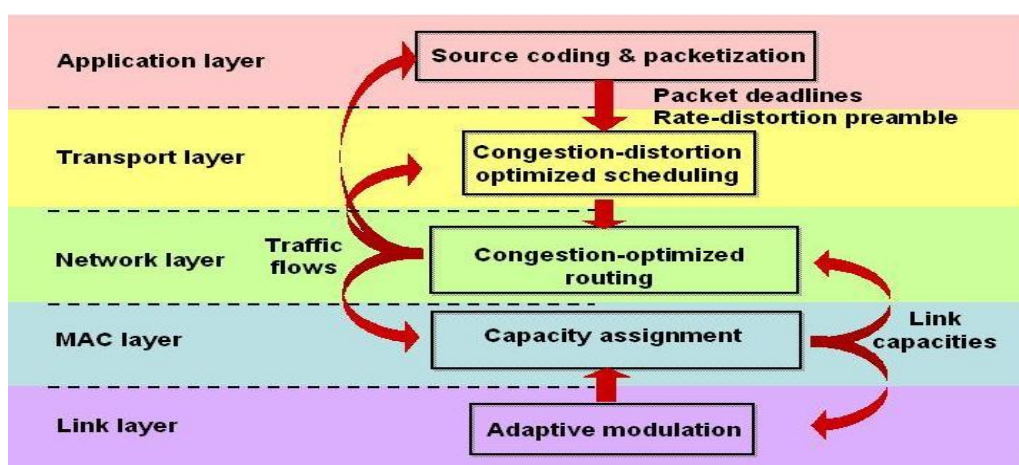 Application layer
Source coding & packetization
Packet deadlines
Rate-distortion preamble
Transport layer
Congestion-distortion
optimized scheduling
Traffic
flows
Network layer
Congestion-optimized
routing
MAC layer
Capacity assignment
Link
capacities
Link layer
Adaptive modulation